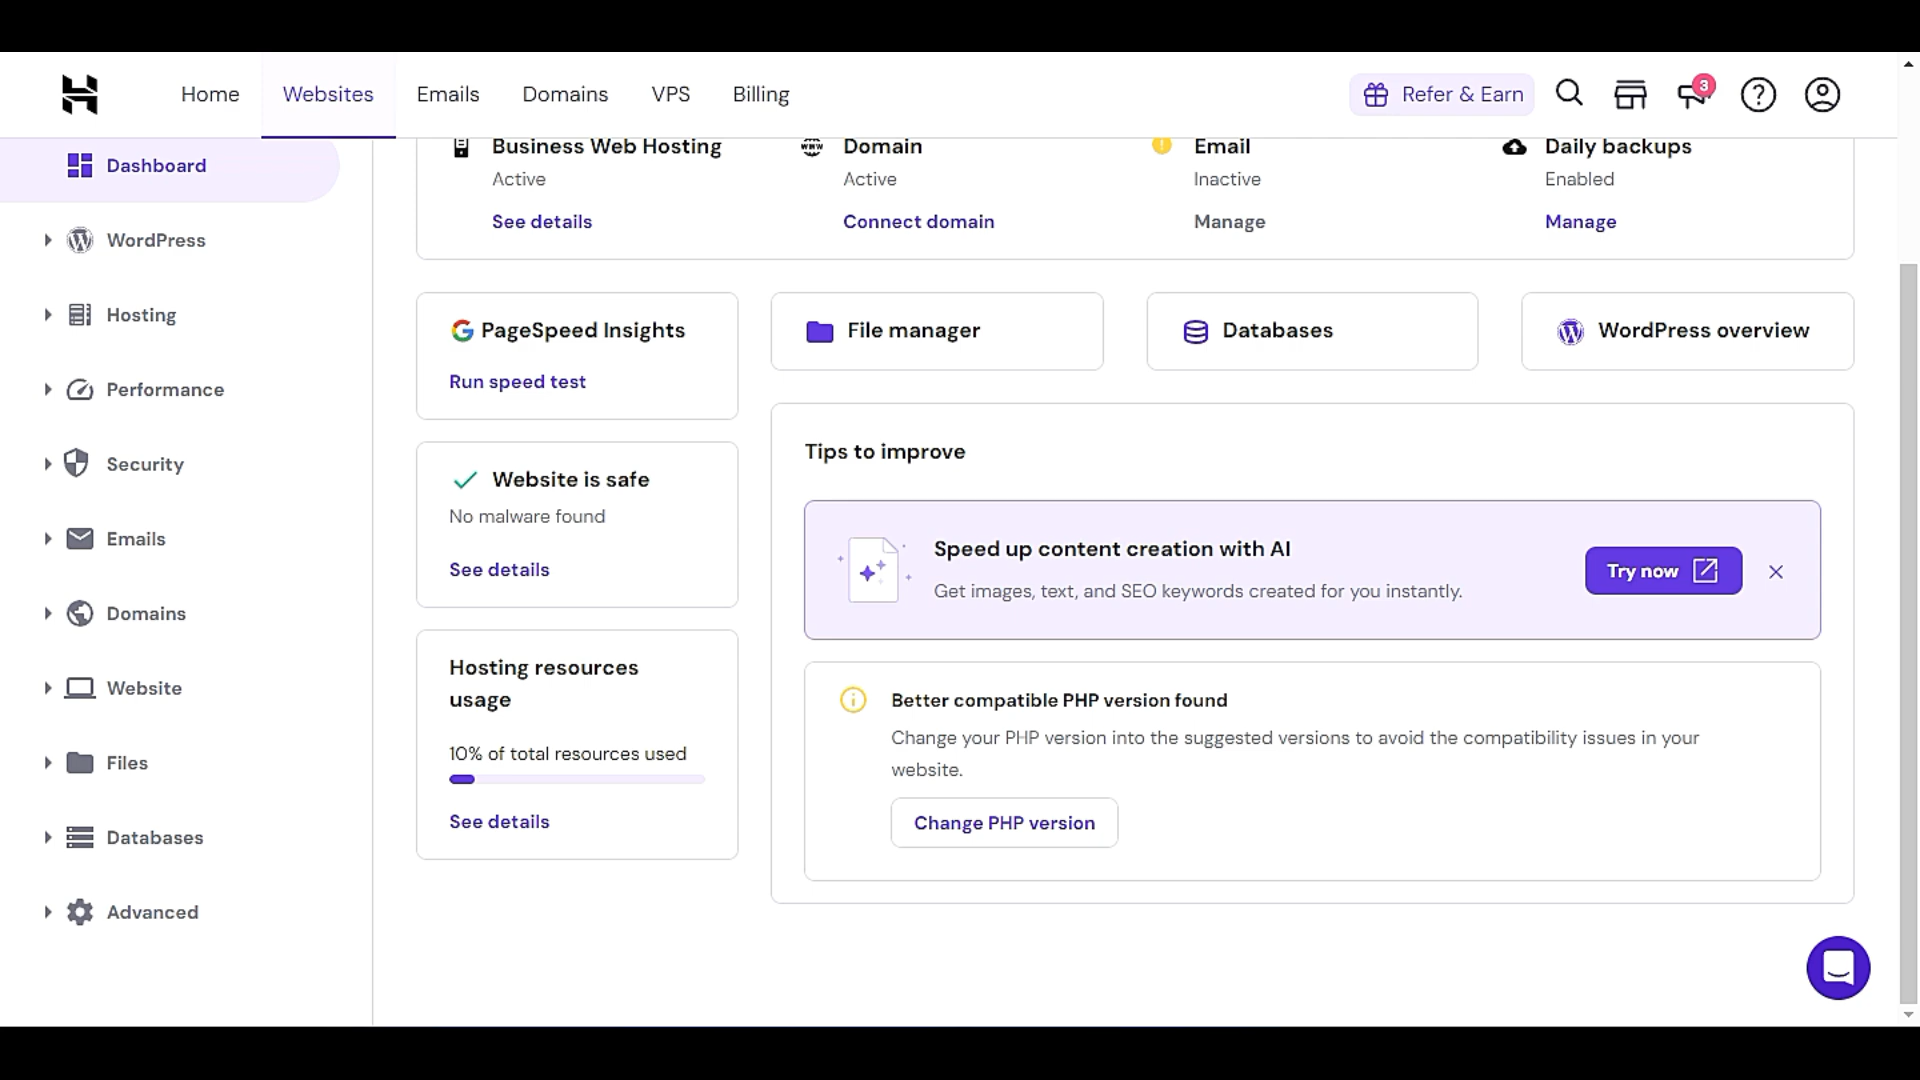 Home
Websites
Emails
Domains
VPS
Billing
Refer & Earn
3
Dashboard
WordPress
Hosting
Performance
Security
Emails
Domains
Website
Files
Databases
Advanced
Business Web Hosting
Active
See details
www
Domain
Active
Connect domain
Email
Inactive
Manage
Daily backups
Enabled
Manage
PageSpeed Insights
Run speed test
File manager
Databases
WordPress overview
Website is safe
No malware found
See details
Hosting resources
usage
10% of total resources used
See details
Tips to improve
Speed up content creation with AI
Get images, text, and SEO keywords created for you instantly.
Try now
Better compatible PHP version found
Change your PHP version into the suggested versions to avoid the compatibility issues in your
website.
Change PHP version